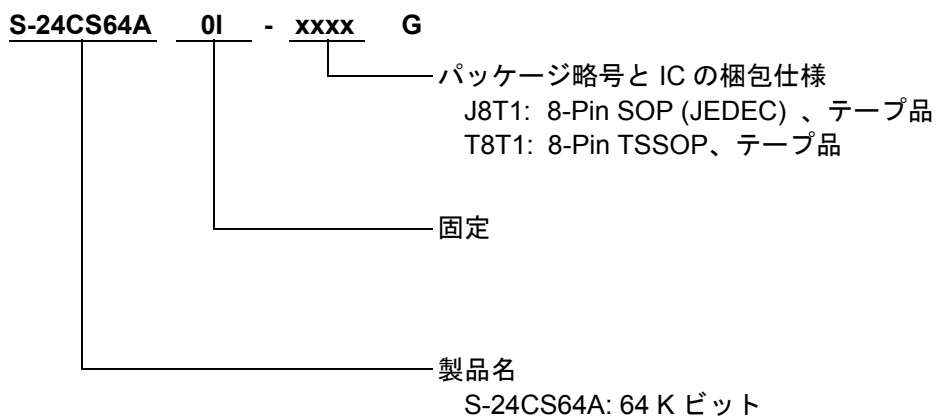 S-24CS64A 0I - xxxx G
パッケージ略号と IC の梱包仕様
J8T1: 8-Pin SOP (JEDEC) 、テープ品
T8T1: 8-Pin TSSOP、テープ品
固定
製品名
S-24CS64A: 64 K ビット